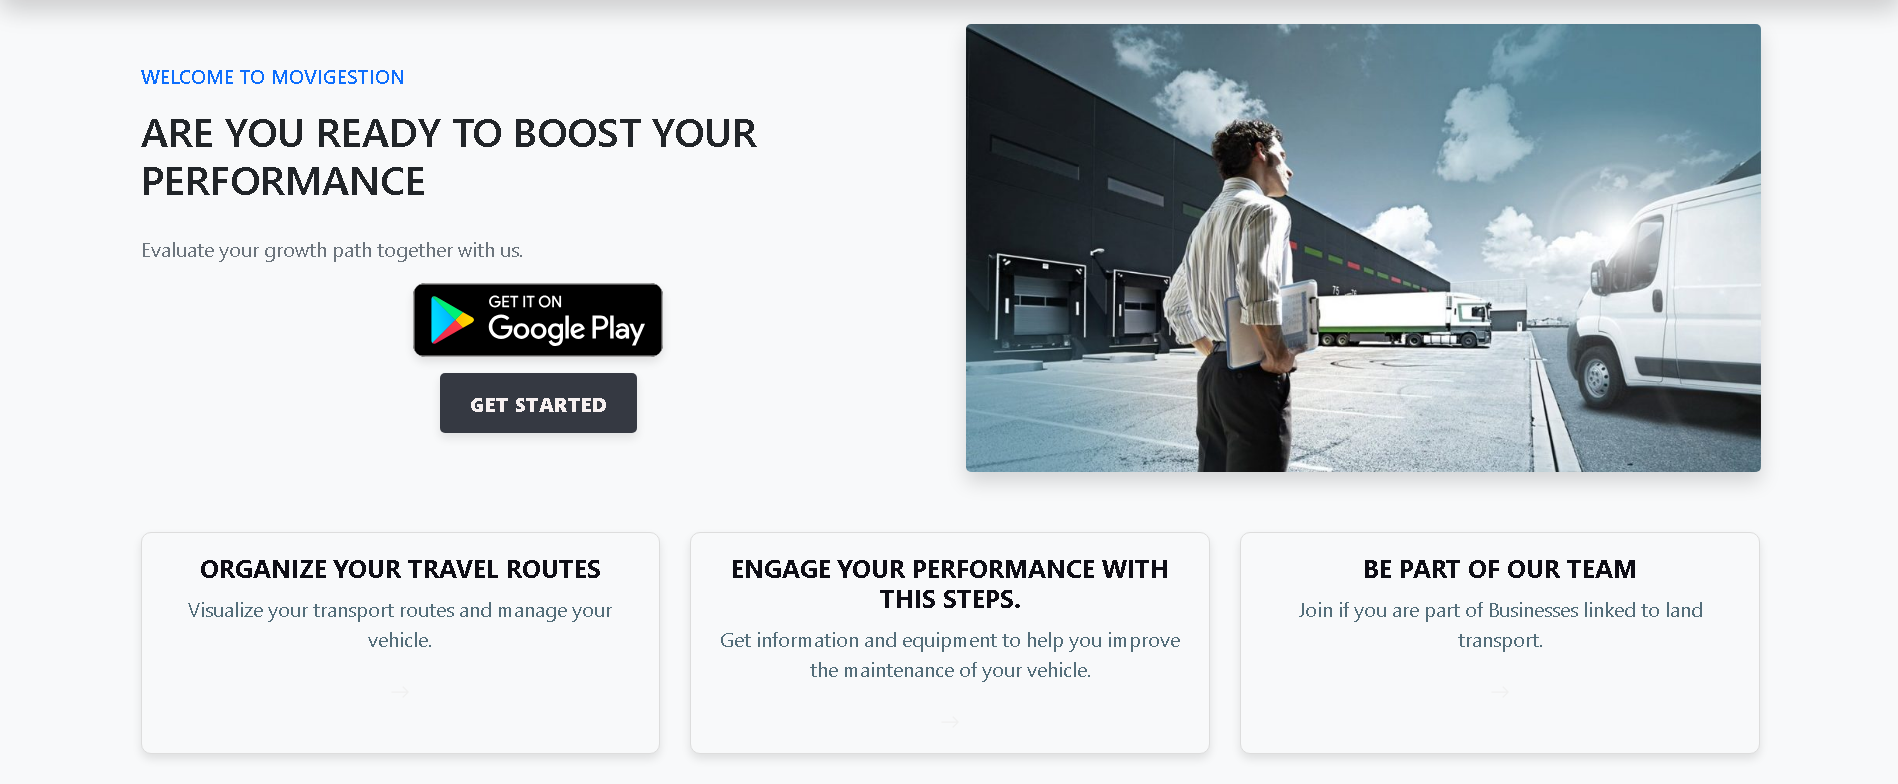 WELCOME TO MOVIGESTION
ARE YOU READY TO BOOST YOUR
PERFORMANCE
Evaluate your growth path together with us.
GET IT ON
Google Play
GET STARTED
75 76
ORGANIZE YOUR TRAVEL ROUTES
Visualize your transport routes and manage your
vehicle.
→
ENGAGE YOUR PERFORMANCE WITH
THIS STEPS.
Get information and equipment to help you improve
the maintenance of your vehicle.
→
BE PART OF OUR TEAM
Join if you are part of Businesses linked to land
transport.
→